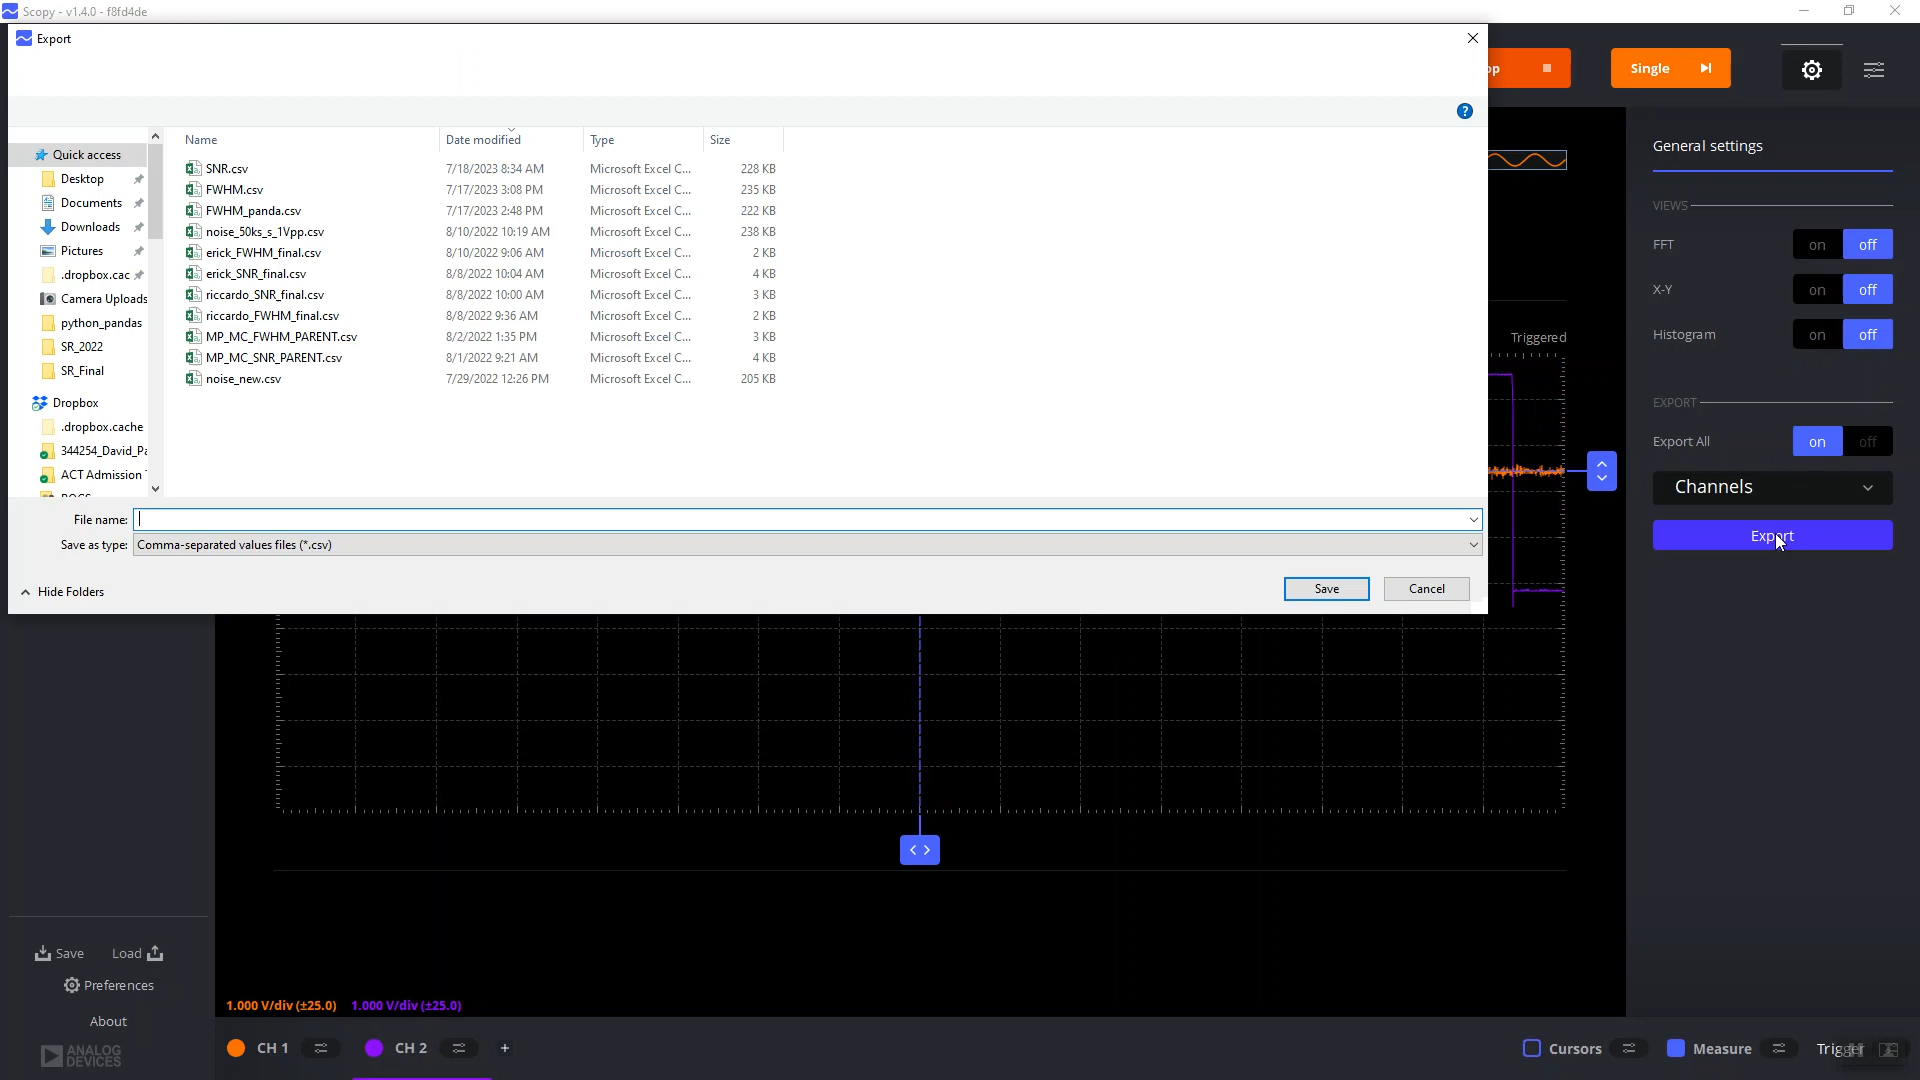 Scopy - v1.4.0 - f8fd4de
Export
Name Date modified Type Size
Quick access
Desktop
Documents
Downloads
Pictures
.dropbox.cac
Camera Uploads
python_pandas
SR_2022
SR_Final
Dropbox
.dropbox.cache
344254_David_Pa
ACT Admission
SNR.csv 7/18/2023 8:34 AM Microsoft Excel C... 228 KB
FWHM.csv 7/17/2023 3:08 PM Microsoft Excel C... 235 KB
FWHM_panda.csv 7/17/2023 2:48 PM Microsoft Excel C... 222 KB
noise_50ks_s_1Vpp.csv 8/10/2022 10:19 AM Microsoft Excel C... 238 KB
erick_FWHM_final.csv 8/10/2022 9:06 AM Microsoft Excel C... 2 KB
erick_SNR_final.csv 8/8/2022 10:04 AM Microsoft Excel C... 4 KB
riccardo_SNR_final.csv 8/8/2022 10:00 AM Microsoft Excel C... 3 KB
riccardo_FWHM_final.csv 8/8/2022 9:36 AM Microsoft Excel C... 2 KB
MP_MC_FWHM_PARENT.csv 8/2/2022 1:35 PM Microsoft Excel C... 3 KB
MP_MC_SNR_PARENT.csv 8/1/2022 9:21 AM Microsoft Excel C... 4 KB
noise_new.csv 7/29/2022 12:26 PM Microsoft Excel C... 205 KB
File name:
Save as type: Comma-separated values files (*.csv)
Hide Folders Save Cancel
op Single
General settings
VIEWS
FFT on off
X-Y on off
Histogram on off
Triggered
EXPORT
Export All on off
Channels
Export
Save Load
Preferences
About
ANALOG
DEVICES
1.000 V/div (±25.0) 1.000 V/div (±25.0)
CH 1 CH 2 + Cursors Measure Trigger